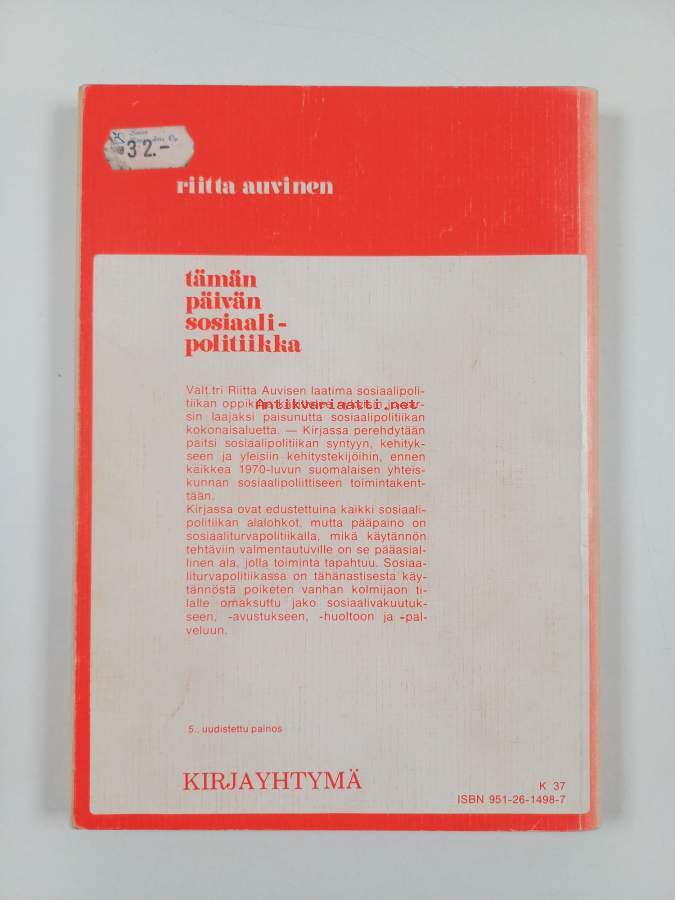 32.-
riitta auvinen
tämän
päivän
sosiaali-
politiikka
Valt.tri Riitta Auvisen laatima sosiaalipoli-
tiikan oppikirja
Antikvariaatti.net
sin laajaksi paisunutta sosiaalipolitiikan
kokonaisaluetta. — Kirjassa perehdytään
paitsi sosiaalipolitiikan syntyyn, kehityk-
seen ja yleisiin kehitystekijöihin, ennen
kaikkea 1970-luvun suomalaisen yhteis-
kunnan sosiaalipoliittiseen toimintakent-
tään.
Kirjassa ovat edustettuina kaikki sosiaali-
politiikan alalohkot, mutta pääpaino on
sosiaaliturvapolitiikalla, mikä käytännön
tehtäviin valmentautuville on se pääasial-
linen ala, jolla toiminta tapahtuu. Sosiaa-
liturvapolitiikassa on tähänastisesta käy-
tännöstä poiketen vanhan kolmijaon ti-
lalle omaksuttu jako sosiaalivakuutuk-
seen, -avustukseen, -huoltoon ja -pal-
veluun.
5., uudistettu painos
KIRJAYHTYMÄ
K 37
ISBN 951-26-1498-7